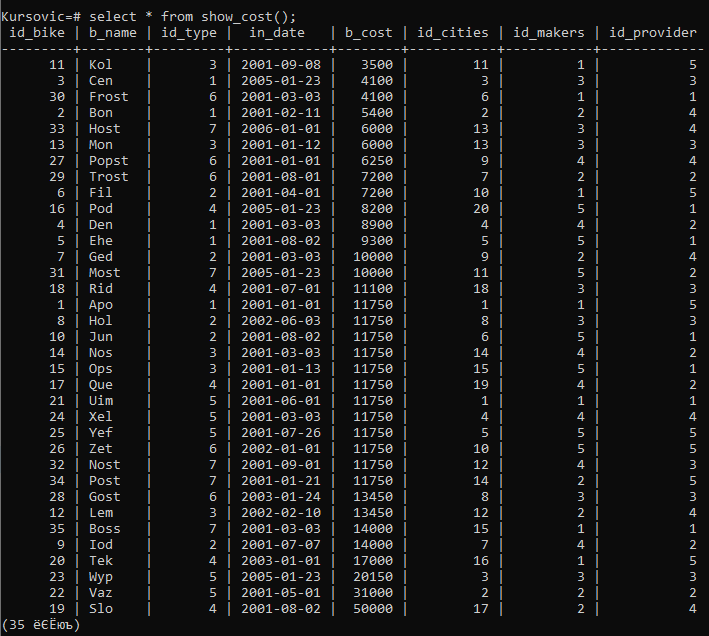 Kursovic=# select * from show_cost();
 id_bike | b_name | id_type |  in_date   | b_cost | id_cities | id_makers | id_provider
---------+--------+---------+------------+--------+-----------+-----------+-------------
      11 | Kol    |       3 | 2001-09-08 |   3500 |        11 |         1 |           5
       3 | Cen    |       1 | 2005-01-23 |   4100 |         3 |         3 |           3
      30 | Frost  |       6 | 2001-03-03 |   4100 |         6 |         1 |           1
       2 | Bon    |       1 | 2001-02-11 |   5400 |         2 |         2 |           4
      33 | Host   |       7 | 2006-01-01 |   6000 |        13 |         3 |           4
      13 | Mon    |       3 | 2001-01-12 |   6000 |        13 |         3 |           3
      27 | Popst  |       6 | 2001-01-01 |   6250 |         9 |         4 |           4
      29 | Trost  |       6 | 2001-08-01 |   7200 |         7 |         2 |           2
       6 | Fil    |       2 | 2001-04-01 |   7200 |        10 |         1 |           5
      16 | Pod    |       4 | 2005-01-23 |   8200 |        20 |         5 |           1
       4 | Den    |       1 | 2001-03-03 |   8900 |         4 |         4 |           2
       5 | Ehe    |       1 | 2001-08-02 |   9300 |         5 |         5 |           1
       7 | Ged    |       2 | 2001-03-03 |  10000 |         9 |         2 |           4
      31 | Most   |       7 | 2005-01-23 |  10000 |        11 |         5 |           2
      18 | Rid    |       4 | 2001-07-01 |  11100 |        18 |         3 |           3
       1 | Apo    |       1 | 2001-01-01 |  11750 |         1 |         1 |           5
       8 | Hol    |       2 | 2002-06-03 |  11750 |         8 |         3 |           3
      10 | Jun    |       2 | 2001-08-02 |  11750 |         6 |         5 |           1
      14 | Nos    |       3 | 2001-03-03 |  11750 |        14 |         4 |           2
      15 | Ops    |       3 | 2001-01-13 |  11750 |        15 |         5 |           1
      17 | Que    |       4 | 2001-01-01 |  11750 |        19 |         4 |           2
      21 | Uim    |       5 | 2001-06-01 |  11750 |         1 |         1 |           1
      24 | Xel    |       5 | 2001-03-03 |  11750 |         4 |         4 |           4
      25 | Yef    |       5 | 2001-07-26 |  11750 |         5 |         5 |           5
      26 | Zet    |       6 | 2002-01-01 |  11750 |        10 |         5 |           5
      32 | Nost   |       7 | 2001-09-01 |  11750 |        12 |         4 |           3
      34 | Post   |       7 | 2001-01-21 |  11750 |        14 |         2 |           5
      28 | Gost   |       6 | 2003-01-24 |  13450 |         8 |         3 |           3
      12 | Lem    |       3 | 2002-02-10 |  13450 |        12 |         2 |           4
      35 | Boss   |       7 | 2001-03-03 |  14000 |        15 |         1 |           1
       9 | Iod    |       2 | 2001-07-07 |  14000 |         7 |         4 |           2
      20 | Tek    |       4 | 2003-01-01 |  17000 |        16 |         1 |           5
      23 | Wyp    |       5 | 2005-01-23 |  20150 |         3 |         3 |           3
      22 | Vaz    |       5 | 2001-05-01 |  31000 |         2 |         2 |           2
      19 | Slo    |       4 | 2001-08-02 |  50000 |        17 |         2 |           4
(35 ёЄЁюъ)